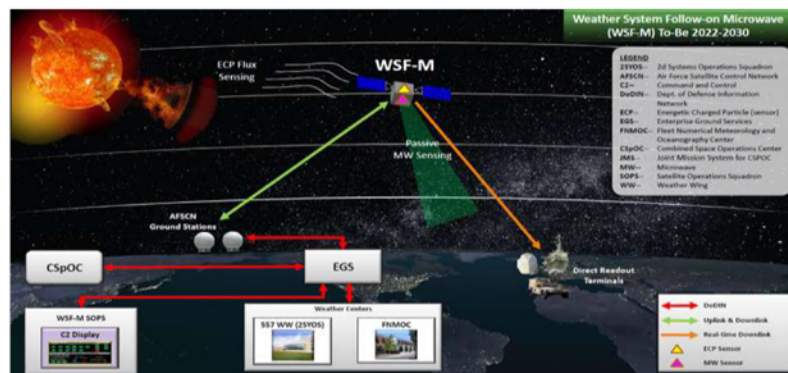 Weather System Follow-on Microwave
(WSF-M) To-Be 2022-2030
ECP Flux
Sensing
WSF-M
LEGEND
2SYOS-- 2d Systems Operations Squadron
AFSCN-- Air Force Satellite Control Network
C2-- Command and Control
DoDIN-- Dept. of Defense Information
Network
ECP-- Energetic Charged Particle (sensor)
EGS-- Enterprise Ground Services
FNMOC-- Fleet Numerical Meteorology and
Oceanography Center
CSpOC-- Combined Space Operations Center
JMS-- Joint Mission System for CSPOC
MW-- Microwave
SOPS-- Satellite Operations Squadron
WW-- Weather Wing
Passive
MW Sensing
AFSCN
Ground Stations
CSpOC
EGS
Direct Readout
Terminals
WSF-M SOPS
C2 Display
Weather Centers
557 WW (2SYOS)
FNMOC
DoDIN
Uplink & Downlink
Real-time Downlink
ECP Sensor
MW Sensor